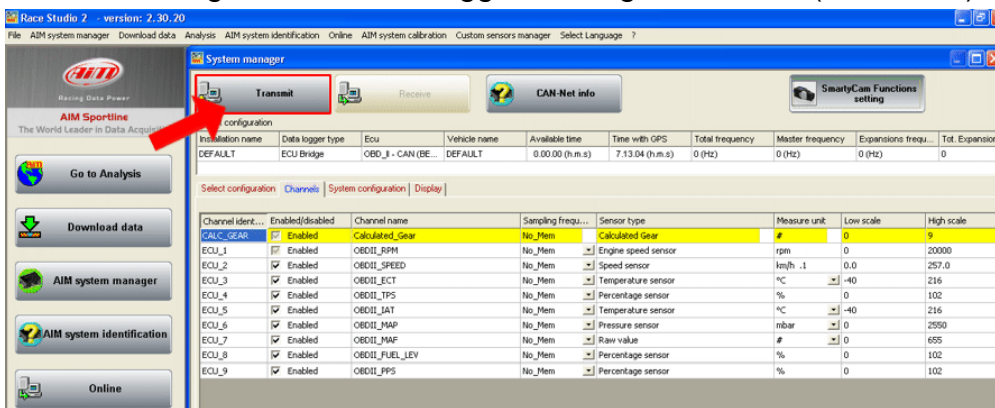 Race Studio 2 - version: 2.30.20
File AIM system manager Download data Analysis AIM system identification Online AIM system calibration Custom sensors manager Select Language ?
System manager
AiM
Racing Data Power
AIM Sportline
The World Leader in Data
Transmit
Receive
CAN-Net info
SmartyCam Functions
setting
configuration
Installation name Data logger type Ecu Vehicle name Available time Time with GPS Total frequency Master frequency Expansions frequ... Tot. Expansion
DEFAULT ECU Bridge OBD_II - CAN (BE... DEFAULT 0.00.00 (h.m.s) 7.13.04 (h.m.s) 0 (Hz) 0 (Hz) 0 (Hz) 0
Go to Analysis
Download data
AIM system manager
AIM system identification
Online
Select configuration Channels System configuration Display
Channel ident... Enabled/disabled Channel name Sampling frequ... Sensor type Measure unit Low scale High scale
CALC_GEAR Enabled Calculated_Gear No_Mem Calculated Gear # 0 9
ECU_1 Enabled OBDII_RPM No_Mem Engine speed sensor rpm 0 20000
ECU_2 Enabled OBDII_SPEED No_Mem Speed sensor km/h .1 0.0 257.0
ECU_3 Enabled OBDII_ECT No_Mem Temperature sensor °C -40 216
ECU_4 Enabled OBDII_TPS No_Mem Percentage sensor % 0 102
ECU_5 Enabled OBDII_IAT No_Mem Temperature sensor °C -40 216
ECU_6 Enabled OBDII_MAP No_Mem Pressure sensor mbar 0 2550
ECU_7 Enabled OBDII_MAF No_Mem Raw value # 0 655
ECU_8 Enabled OBDII_FUEL_LEV No_Mem Percentage sensor % 0 102
ECU_9 Enabled OBDII_PPS No_Mem Percentage sensor % 0 102